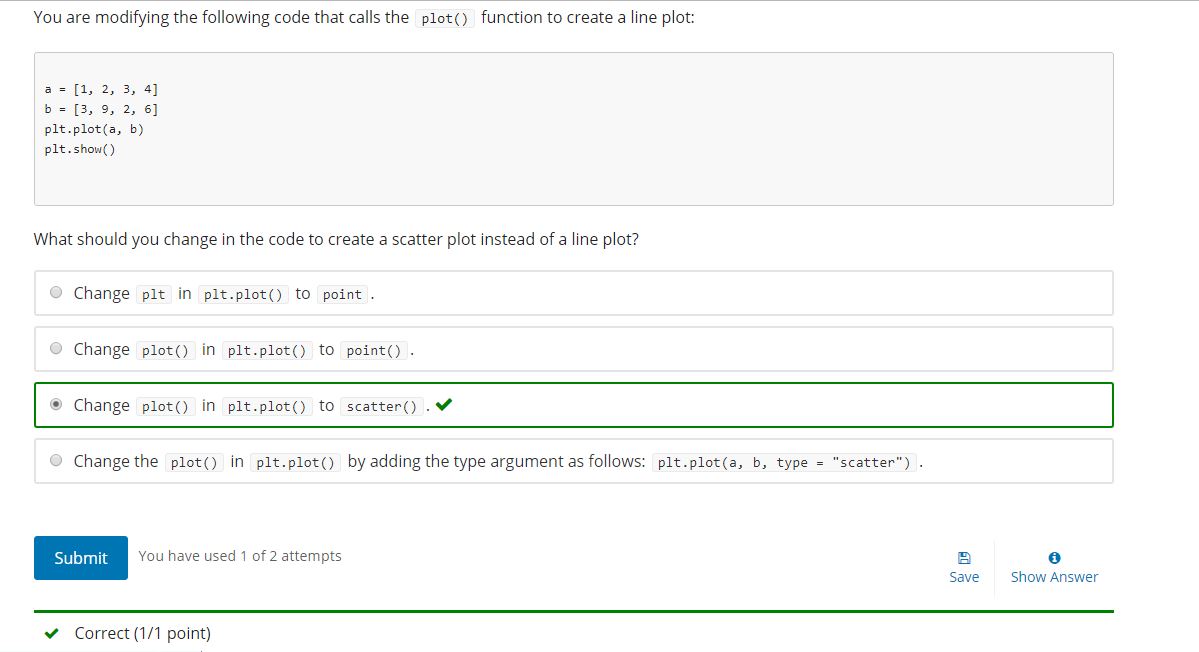 You are modifying the following code that calls the plot() function to create a line plot:
a = [1, 2, 3, 4]
b = [3, 9, 2, 6]
plt.plot(a, b)
plt.show()
What should you change in the code to create a scatter plot instead of a line plot?
Change plt in plt.plot() to point .
Change plot() in plt.plot() to point() .
Change plot() in plt.plot() to scatter() .
Change the plot() in plt.plot() by adding the type argument as follows: plt.plot(a, b, type = "scatter") .
Submit You have used 1 of 2 attempts
Save Show Answer
Correct (1/1 point)